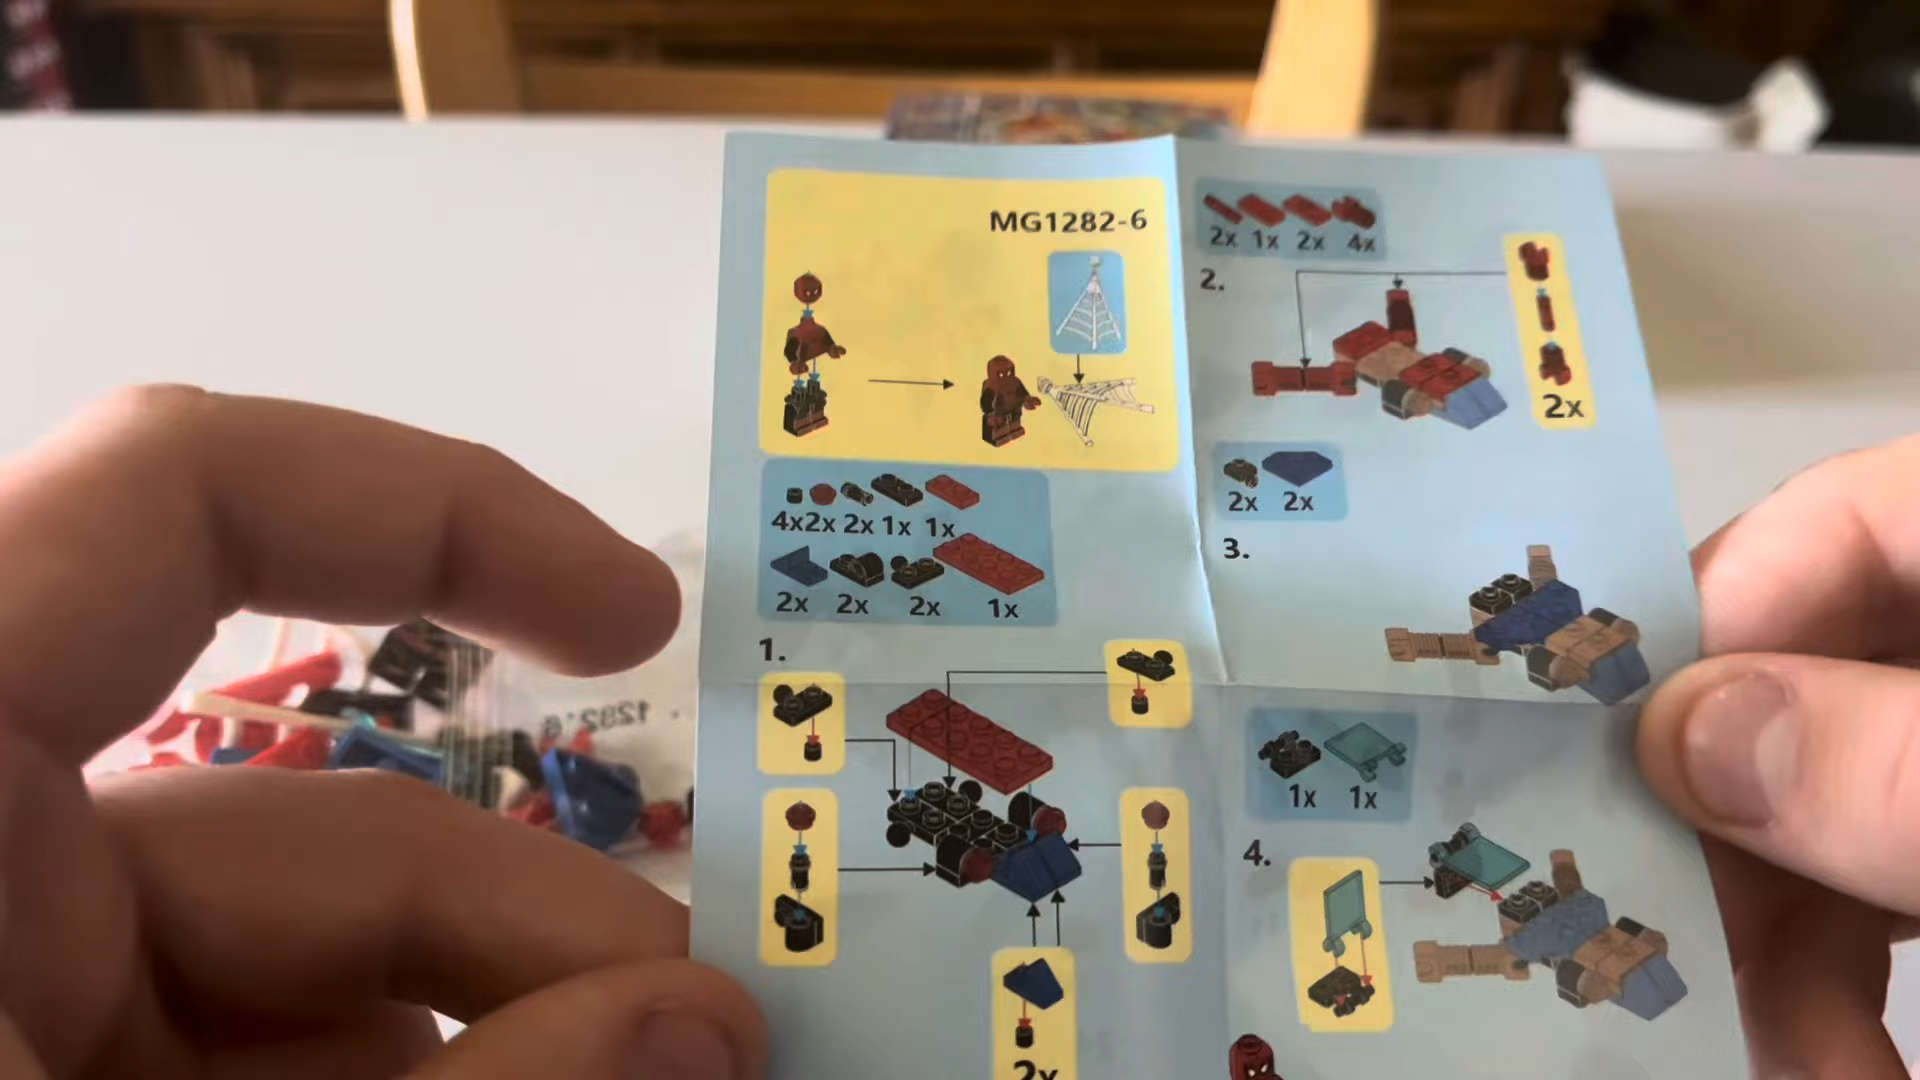 MG1282-6
4x 2x 2x 1x 1x
2x 2x 2x 1x
1.
2x
2x 1x 2x 4x
2.
2x
2x 2x
3.
1x 1x
4.